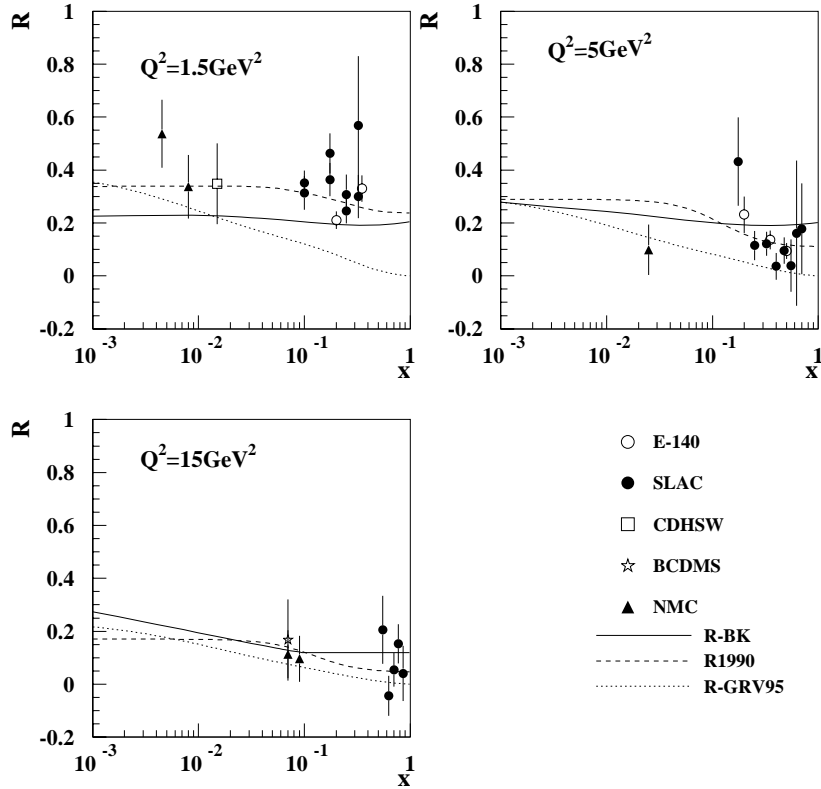 R
1
0.8
0.6
0.4
0.2
0
-0.2
Q²=1.5GeV²
10⁻³ 10⁻² 10⁻¹ 1
x
R
1
0.8
0.6
0.4
0.2
0
-0.2
Q²=5GeV²
10⁻³ 10⁻² 10⁻¹ 1
x
R
1
0.8
0.6
0.4
0.2
0
-0.2
Q²=15GeV²
10⁻³ 10⁻² 10⁻¹ 1
x
E-140
SLAC
CDHSW
BCDMS
NMC
R-BK
R1990
R-GRV95